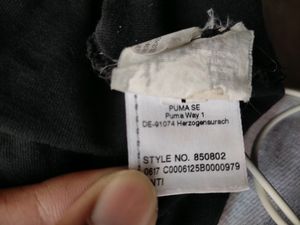 PUMA SE
Puma Way 1
DE-91074 Herzogenaurach
STYLE NO. 850802
0617 C0006125B0000979